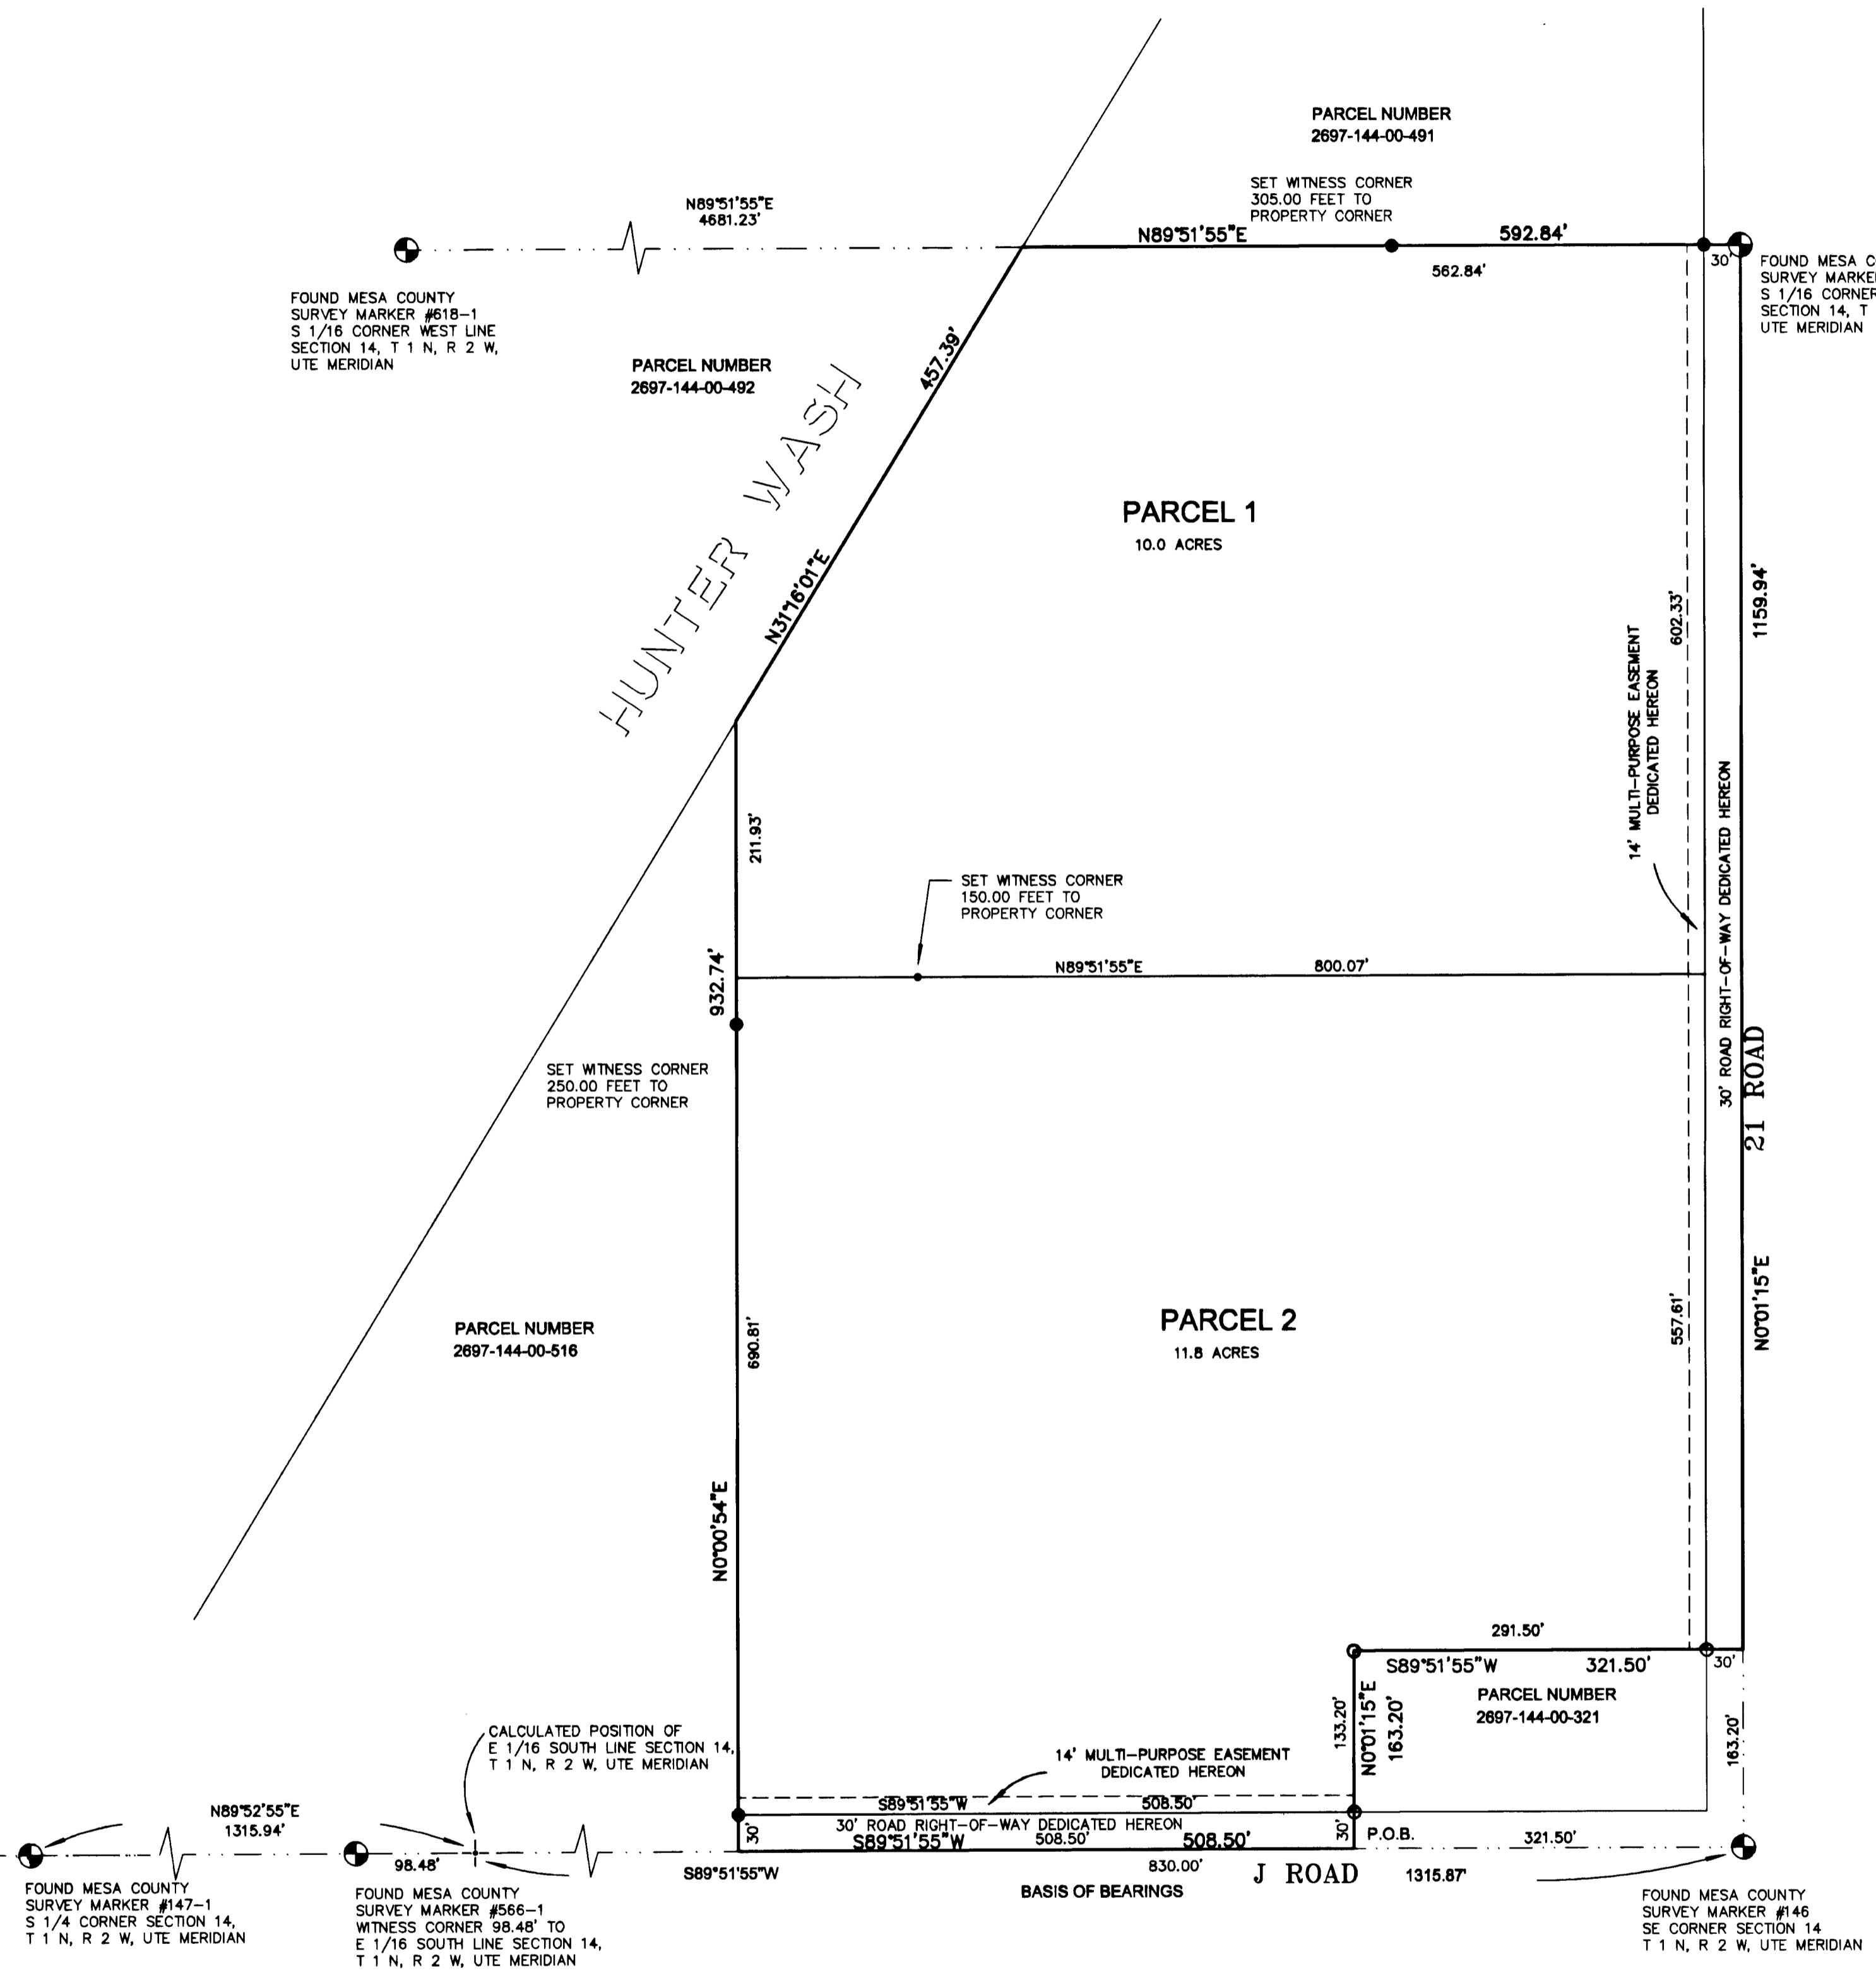 PARCEL NUMBER
2697-144-00-491
SET WITNESS CORNER
305.00 FEET TO
PROPERTY CORNER
N89°51'55"E
4681.23'
N89°51'55"E
592.84'
562.84'
30'
FOUND MESA COUNTY
SURVEY MARKER #618-1
S 1/16 CORNER WEST LINE
SECTION 14, T 1 N, R 2 W,
UTE MERIDIAN
FOUND MESA
SURVEY
S 1/16 CORNER
SECTION 14, T
UTE MERIDIAN
PARCEL NUMBER
2697-144-00-492
HUNTER WASH
457.39'
N31°16'01"E
PARCEL 1
10.0 ACRES
602.33'
1159.94'
14' MULTI-PURPOSE EASEMENT
DEDICATED HEREON
30' ROAD RIGHT-OF-WAY DEDICATED HEREON
21 ROAD
211.93'
SET WITNESS CORNER
150.00 FEET TO
PROPERTY CORNER
932.74'
N89°51'55"E
800.07'
SET WITNESS CORNER
250.00 FEET TO
PROPERTY CORNER
PARCEL NUMBER
2697-144-00-516
690.81'
PARCEL 2
11.8 ACRES
557.61'
N0°01'15"E
N0°00'54"E
291.50'
S89°51'55"W
321.50'
30'
PARCEL NUMBER
2697-144-00-321
133.20'
N0°01'15"E
163.20'
163.20'
CALCULATED POSITION OF
E 1/16 SOUTH LINE SECTION 14,
T 1 N, R 2 W, UTE MERIDIAN
14' MULTI-PURPOSE EASEMENT
DEDICATED HEREON
S89°51'55"W
508.50'
30' ROAD RIGHT-OF-WAY DEDICATED HEREON
30'
S89°51'55"W
508.50'
508.50'
30'
P.O.B.
321.50'
N89°52'55"E
1315.94'
98.48'
S89°51'55"W
830.00'
J ROAD
1315.87'
BASIS OF BEARINGS
FOUND MESA COUNTY
SURVEY MARKER #147-1
S 1/4 CORNER SECTION 14,
T 1 N, R 2 W, UTE MERIDIAN
FOUND MESA COUNTY
SURVEY MARKER #566-1
WITNESS CORNER 98.48' TO
E 1/16 SOUTH LINE SECTION 14,
T 1 N, R 2 W, UTE MERIDIAN
FOUND MESA COUNTY
SURVEY MARKER #146
SE CORNER SECTION 14
T 1 N, R 2 W, UTE MERIDIAN